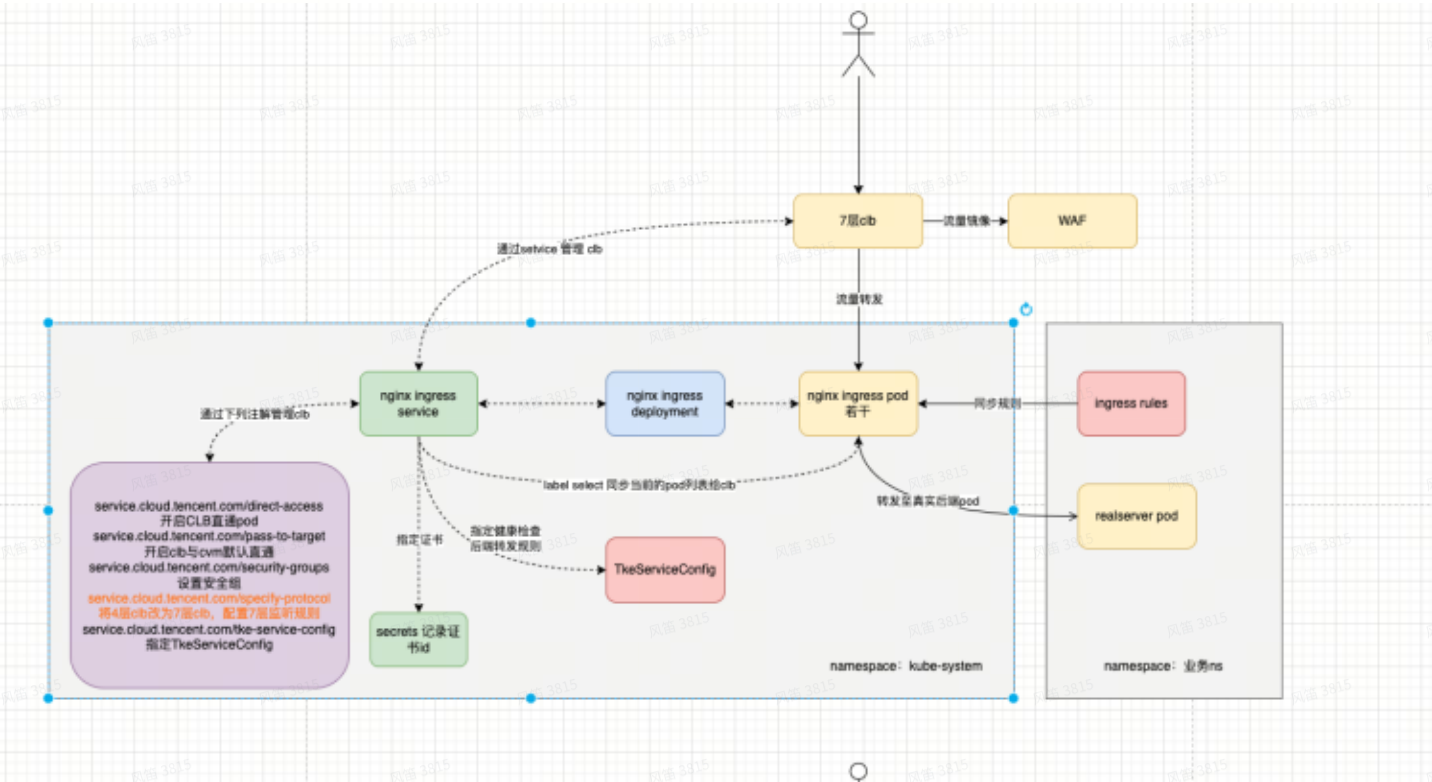 7层clb
流量镜像
WAF
通过setvice 管理 clb
流量转发
nginx ingress
service
nginx ingress
deployment
nginx ingress pod
若干
同步规则
ingress rules
通过下列注解管理clb
label select 同步当前的pod列表给clb
转发至真实后端pod
realserver pod
service.cloud.tencent.com/direct-access
开启CLB直通pod
service.cloud.tencent.com/pass-to-target
开启clb与cvm默认直通
service.cloud.tencent.com/security-groups
设置安全组
service.cloud.tencent.com/specify-protocol
将4层clb改为7层clb，配置7层监听规则
service.cloud.tencent.com/tke-service-config
指定TkeServiceConfig
指定证书
指定健康检查
后端转发规则
TkeServiceConfig
secrets 记录证
书id
namespace：kube-system
namespace：业务ns
风笛 3815